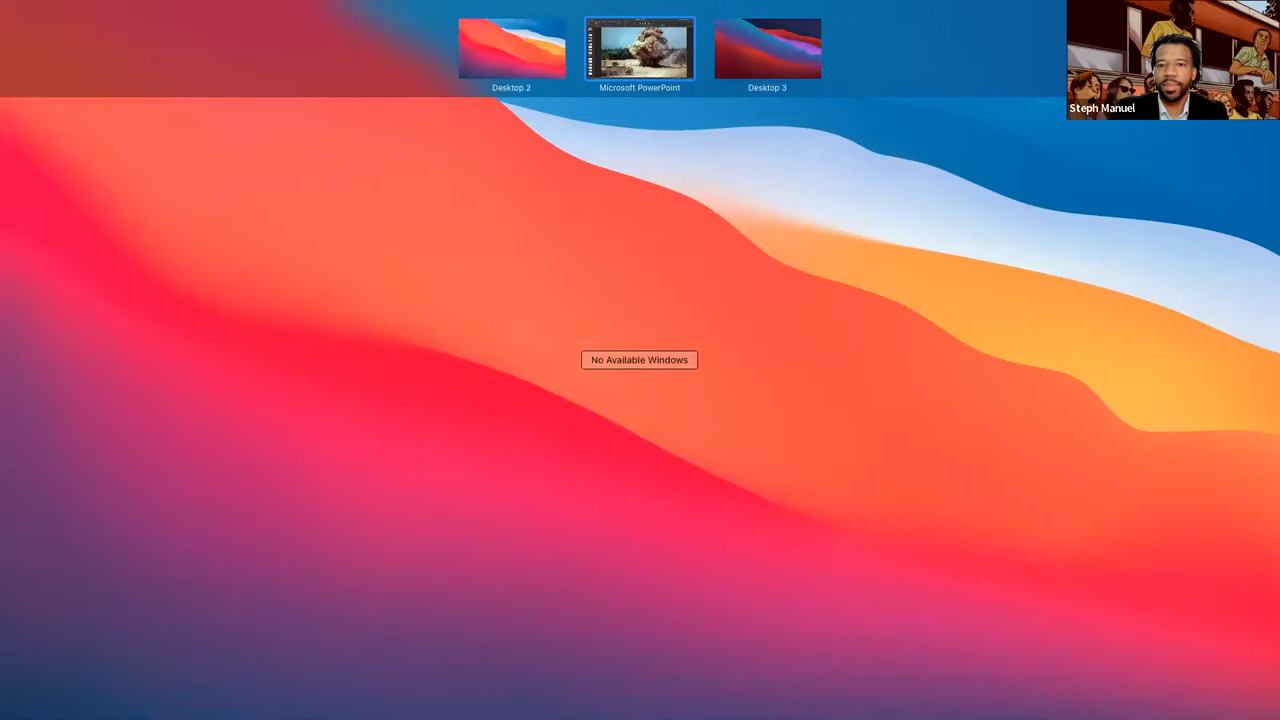 Desktop 2
Microsoft PowerPoint
Desktop 3
Steph Manuel
No Available Windows